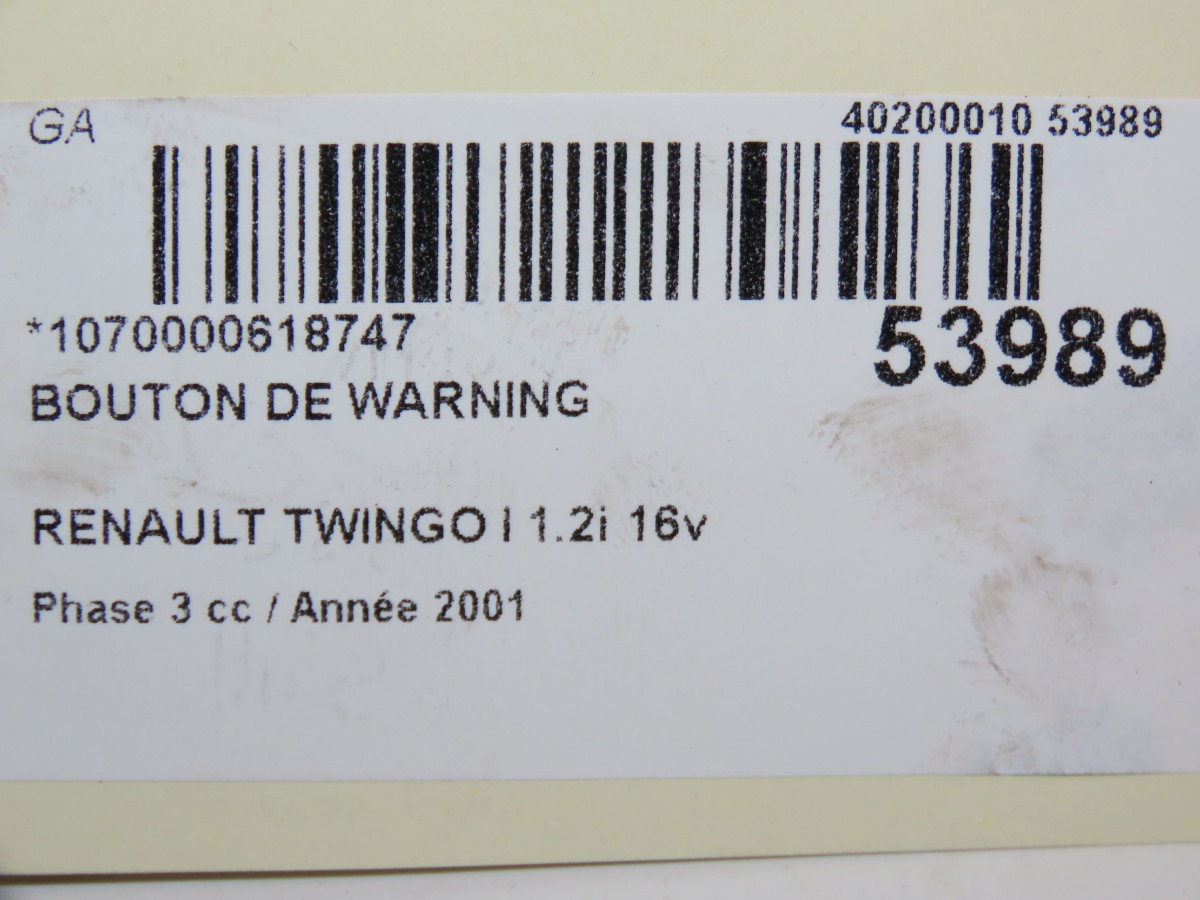 GA
40200010 53989
*1070000618747
53989
BOUTON DE WARNING
RENAULT TWINGO I 1.2i 16v
Phase 3 cc / Année 2001